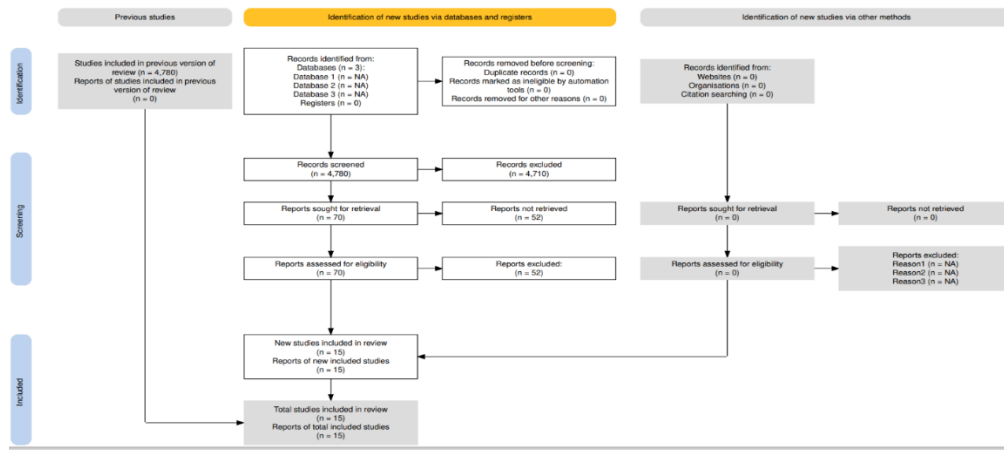 Previous studies
Identification of new studies via databases and registers
Identification of new studies via other methods
Identification
Studies included in previous version of
review (n = 4,780)
Reports of studies included in previous
version of review
(n = 0)
Records identified from:
Databases (n = 3):
Database 1 (n = NA)
Database 2 (n = NA)
Database 3 (n = NA)
Registers (n = 0)
Records removed before screening:
Duplicate records (n = 0)
Records marked as ineligible by automation
tools (n = 0)
Records removed for other reasons (n = 0)
Records identified from:
Websites (n = 0)
Organisations (n = 0)
Citation searching (n = 0)
Screening
Records screened
(n = 4,780)
Records excluded
(n = 4,710)
Reports sought for retrieval
(n = 70)
Reports not retrieved
(n = 52)
Reports sought for retrieval
(n = 0)
Reports not retrieved
(n = 0)
Reports assessed for eligibility
(n = 70)
Reports excluded:
(n = 52)
Reports assessed for eligibility
(n = 0)
Reports excluded:
Reason1 (n = NA)
Reason2 (n = NA)
Reason3 (n = NA)
Included
New studies included in review
(n = 15)
Reports of new included studies
(n = 15)
Total studies included in review
(n = 15)
Reports of total included studies
(n = 15)